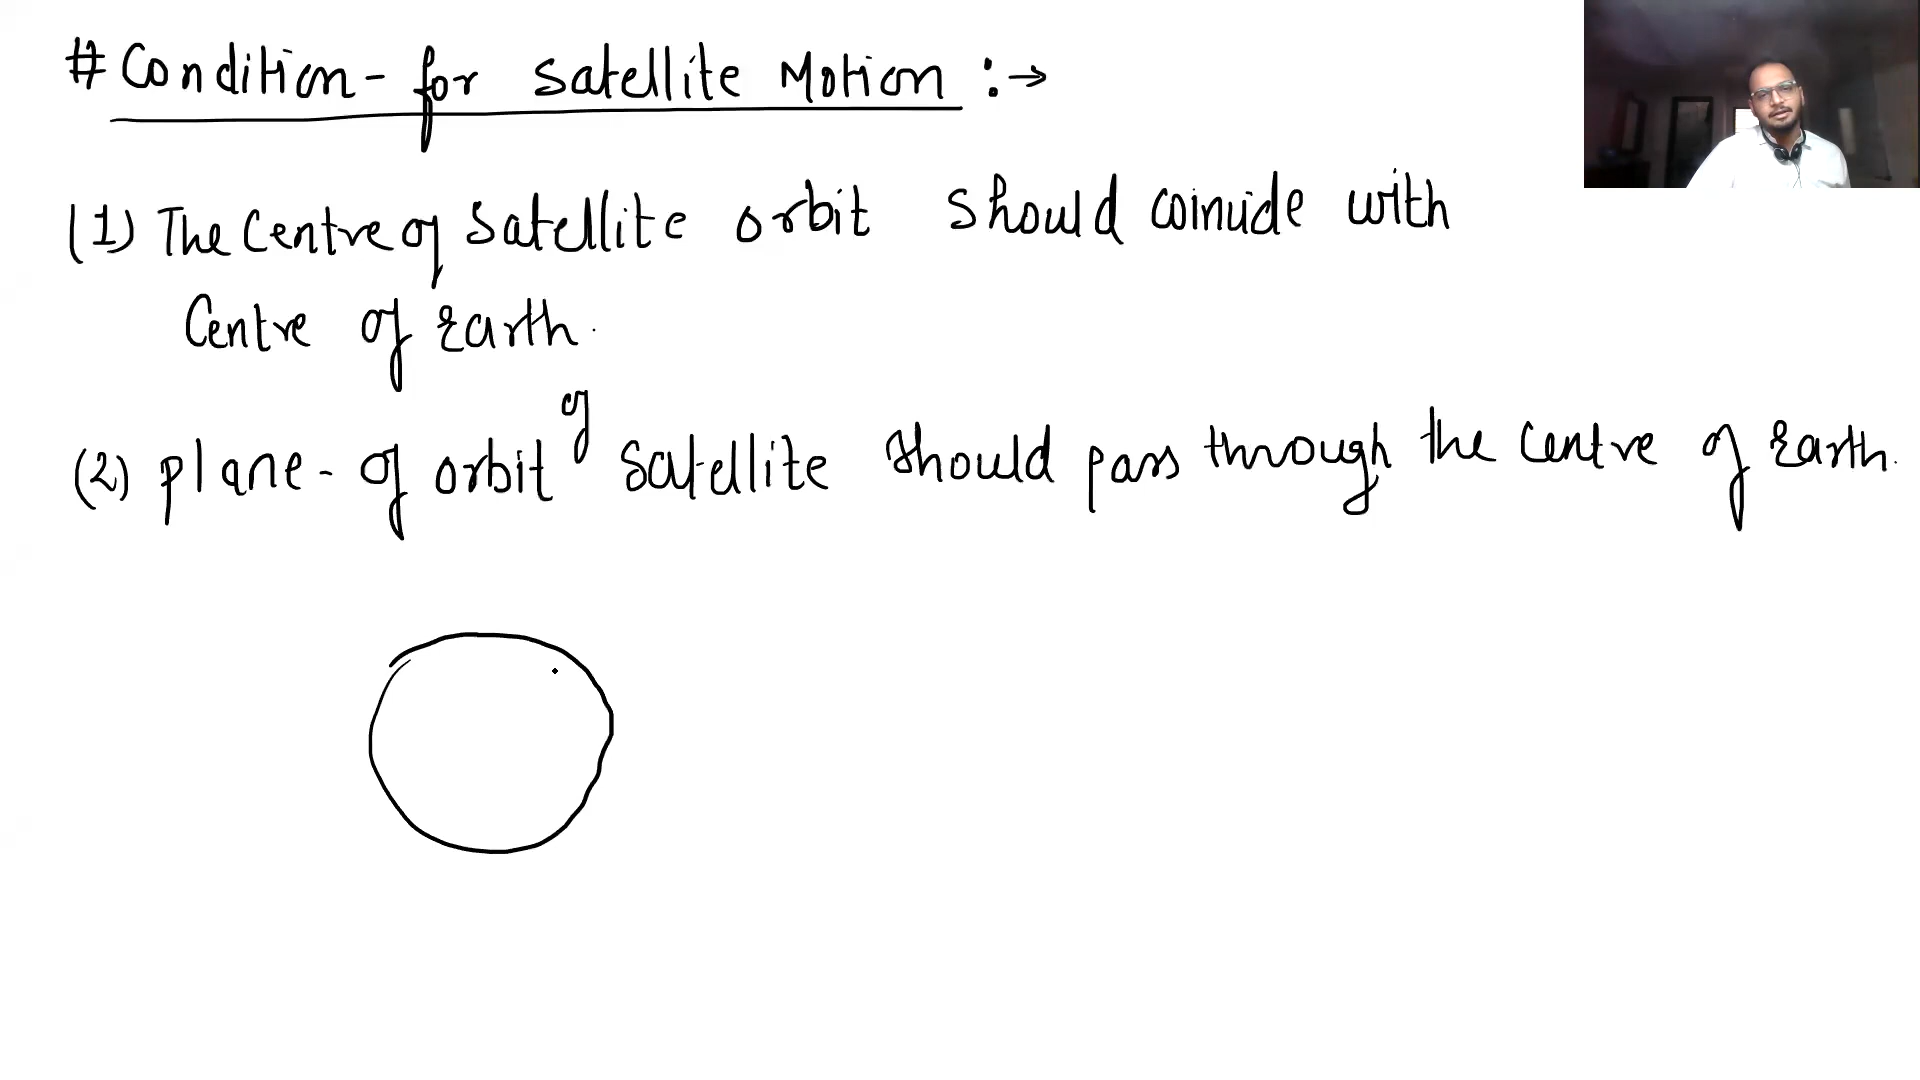 # Condition - for satellite Motion :→
(1) The Centre of satellite orbit should coincide with
Centre of Earth.
(2) plane - of orbit of satellite should pass through the centre of Earth.